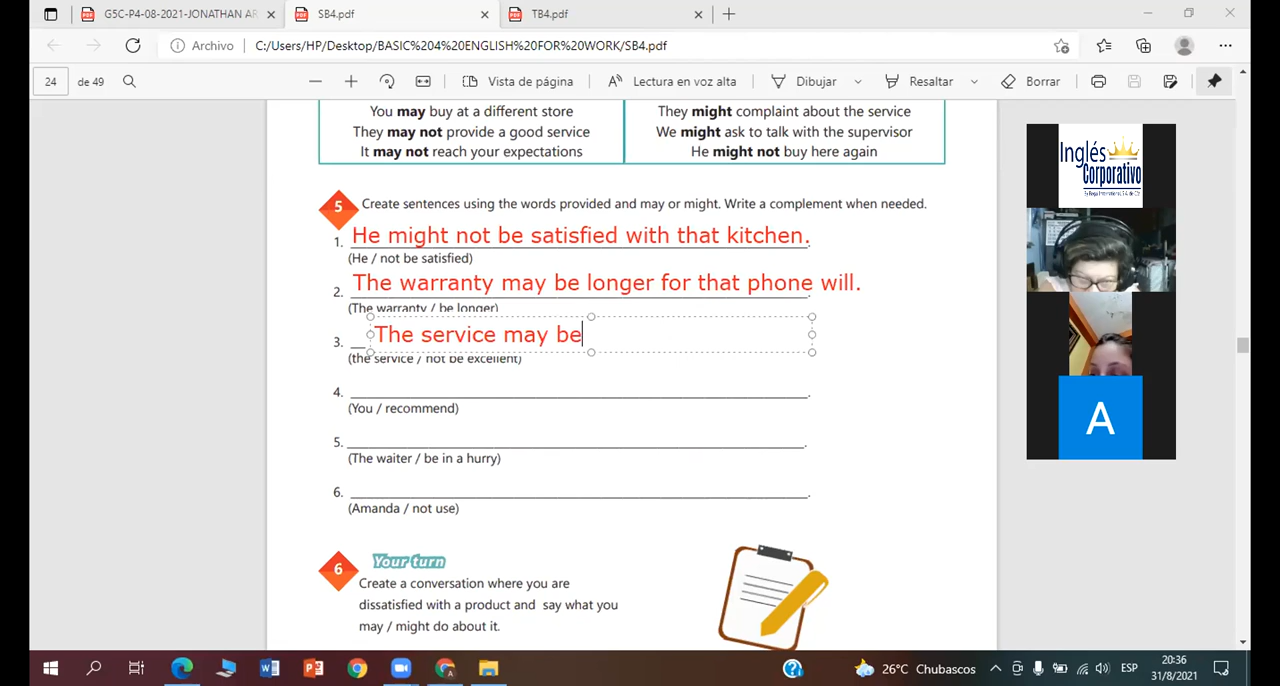 G5C-P4-08-2021-JONATHAN AR
SB4.pdf
TB4.pdf
Archivo
C:/Users/HP/Desktop/BASIC%204%20ENGLISH%20FOR%20WORK/SB4.pdf
24
de 49
Vista de página
Lectura en voz alta
Dibujar
Resaltar
Borrar
You may buy at a different store
They may not provide a good service
It may not reach your expectations
They might complaint about the service
We might ask to talk with the supervisor
He might not buy here again
5
Create sentences using the words provided and may or might. Write a complement when needed.
1. He might not be satisfied with that kitchen.
(He / not be satisfied)
2. The warranty may be longer for that phone will.
(The warranty / be longer)
3. The service may be
(the service / not be excellent)
4.
(You / recommend)
5.
(The waiter / be in a hurry)
6.
(Amanda / not use)
6
Your turn
Create a conversation where you are
dissatisfied with a product and say what you
may / might do about it.
Inglés
Corporativo
A
26°C Chubascos
ESP
20:36
31/8/2021